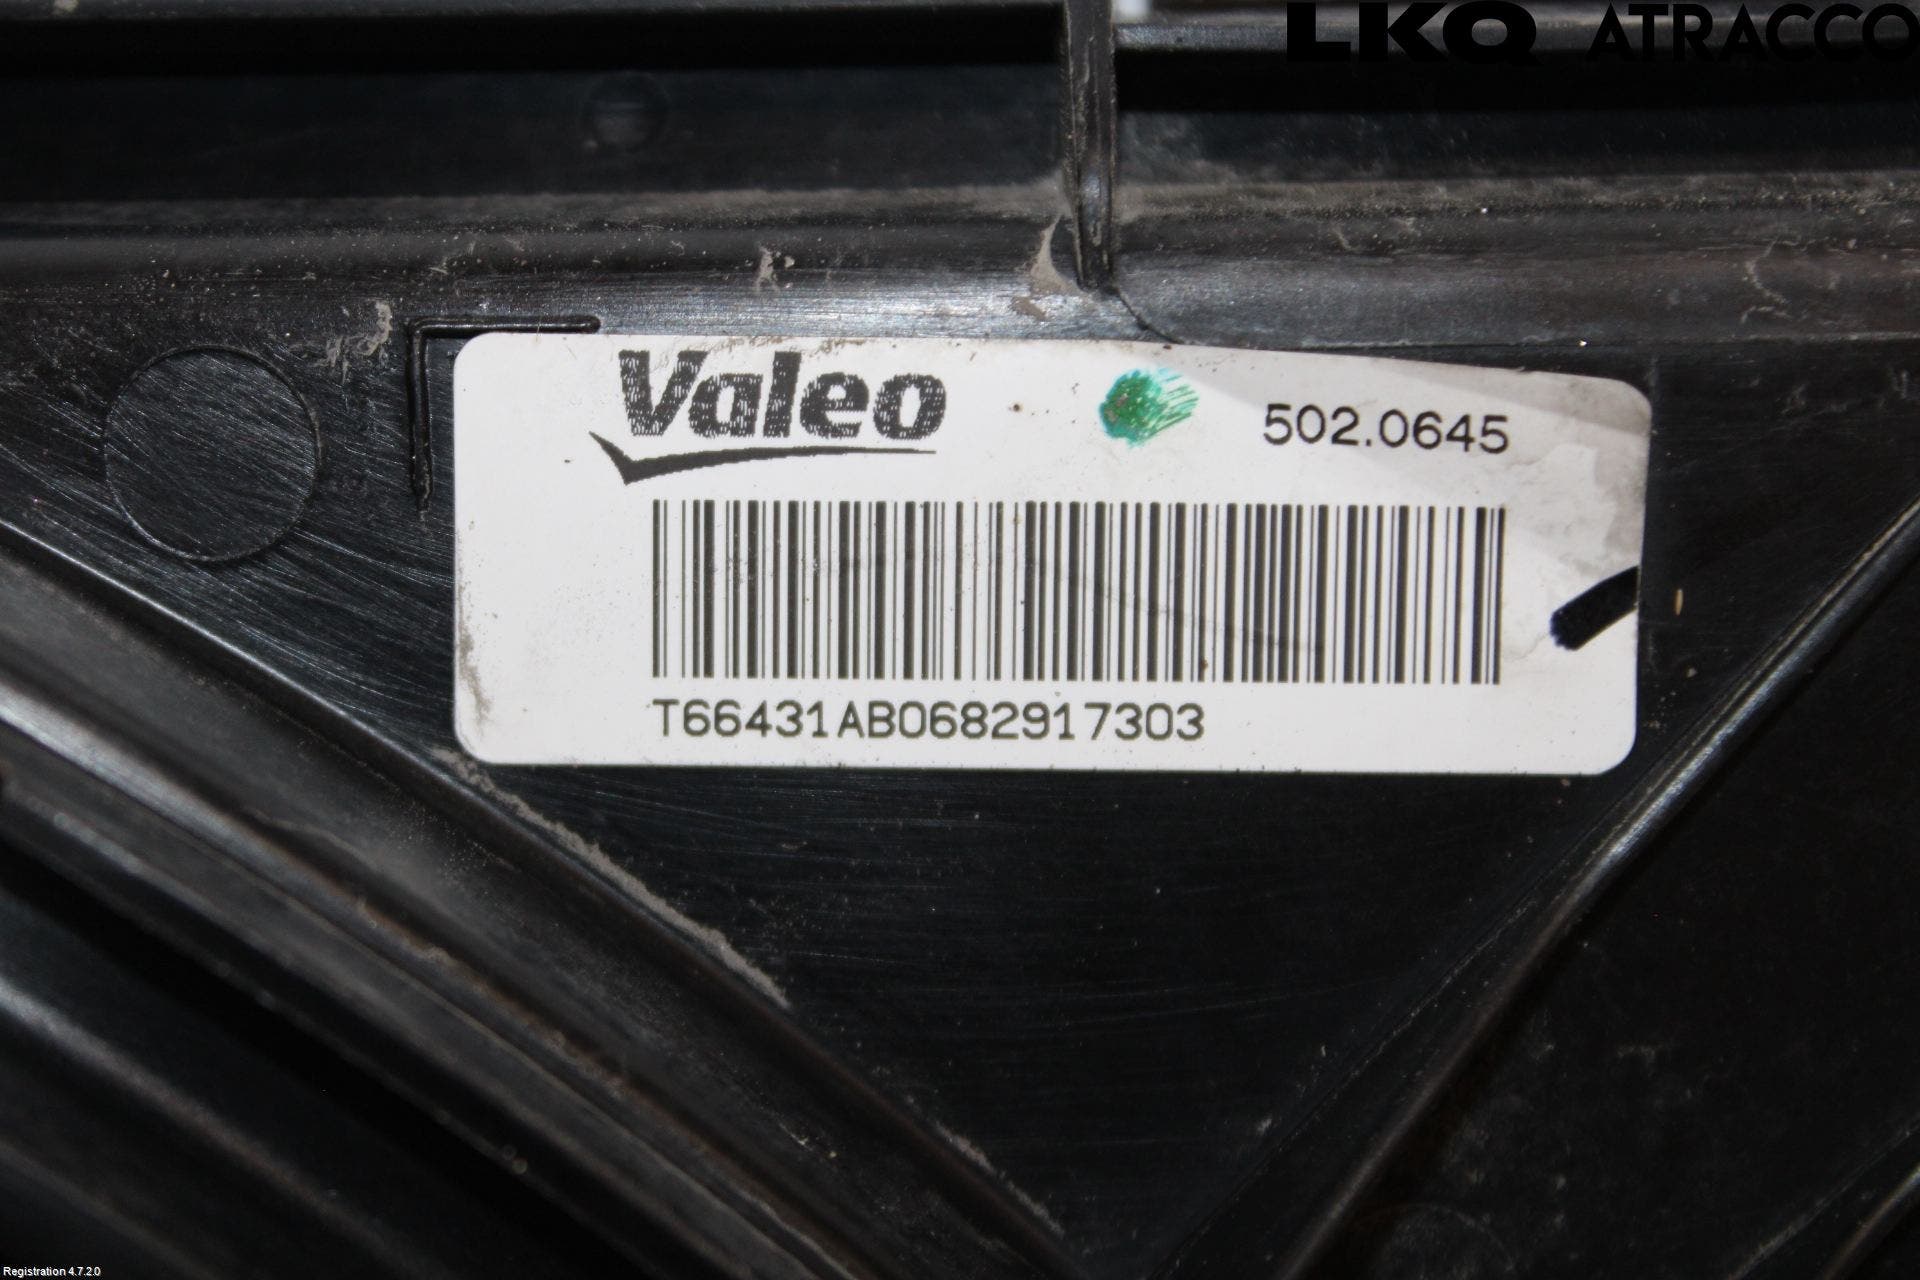 LKQ ATRACCO
Valeo
502.0645
T66431AB0682917303
Registration 4.7.2.0